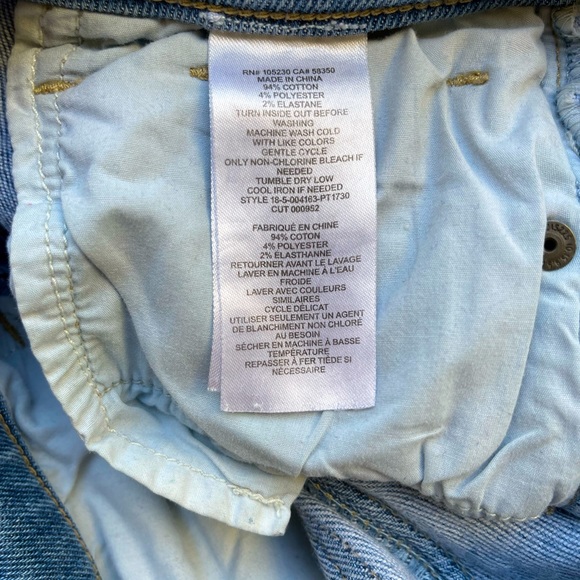 RN# 105230 CA# 58350
MADE IN CHINA
94% COTTON
4% POLYESTER
2% ELASTANE
TURN INSIDE OUT BEFORE
WASHING
MACHINE WASH COLD
WITH LIKE COLORS
GENTLE CYCLE
ONLY NON-CHLORINE BLEACH IF
NEEDED
TUMBLE DRY LOW
COOL IRON IF NEEDED
STYLE 18-5-004163-PT1730
CUT 000952
FABRIQUÉ EN CHINE
94% COTON
4% POLYESTER
2% ÉLASTHANNE
RETOURNER AVANT LE LAVAGE
LAVER EN MACHINE À L'EAU
FROIDE
LAVER AVEC COULEURS
SIMILAIRES
CYCLE DÉLICAT
UTILISER SEULEMENT UN AGENT
DE BLANCHIMENT NON CHLORÉ
AU BESOIN
SÉCHER EN MACHINE À BASSE
TEMPÉRATURE
REPASSER À FER TIÈDE SI
NÉCESSAIRE